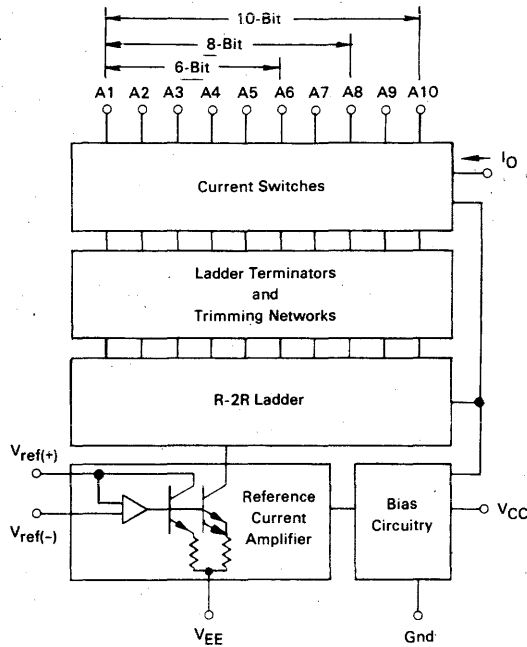 10-Bit
8-Bit
6-Bit
A1 A2 A3 A4 A5 A6 A7 A8 A9 A10
IO
Current Switches
Ladder Terminators
and
Trimming Networks
R-2R Ladder
Vref(+)
Vref(-)
Reference
Current
Amplifier
Bias
Circuitry
VCC
VEE
Gnd